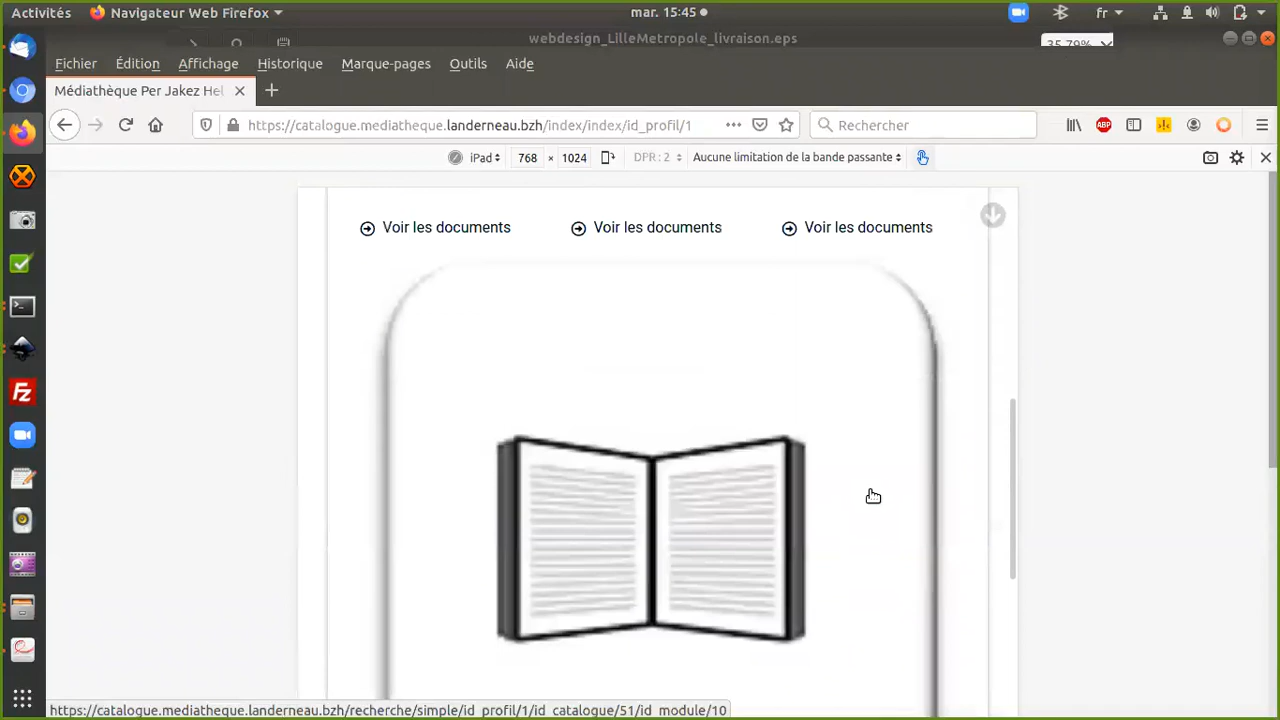 Activités Navigateur Web Firefox mar. 15:45 fr
webdesign_LilleMetropole_livraison.eps 35,79%
Fichier Édition Affichage Historique Marque-pages Outils Aide
Médiathèque Per Jakez Hel
https://catalogue.mediatheque.landerneau.bzh/index/index/id_profil/1 Rechercher ABP
iPad 768 × 1024 DPR: 2 Aucune limitation de la bande passante
Voir les documents Voir les documents Voir les documents
https://catalogue.mediatheque.landerneau.bzh/recherche/simple/id_profil/1/id_catalogue/51/id_module/10